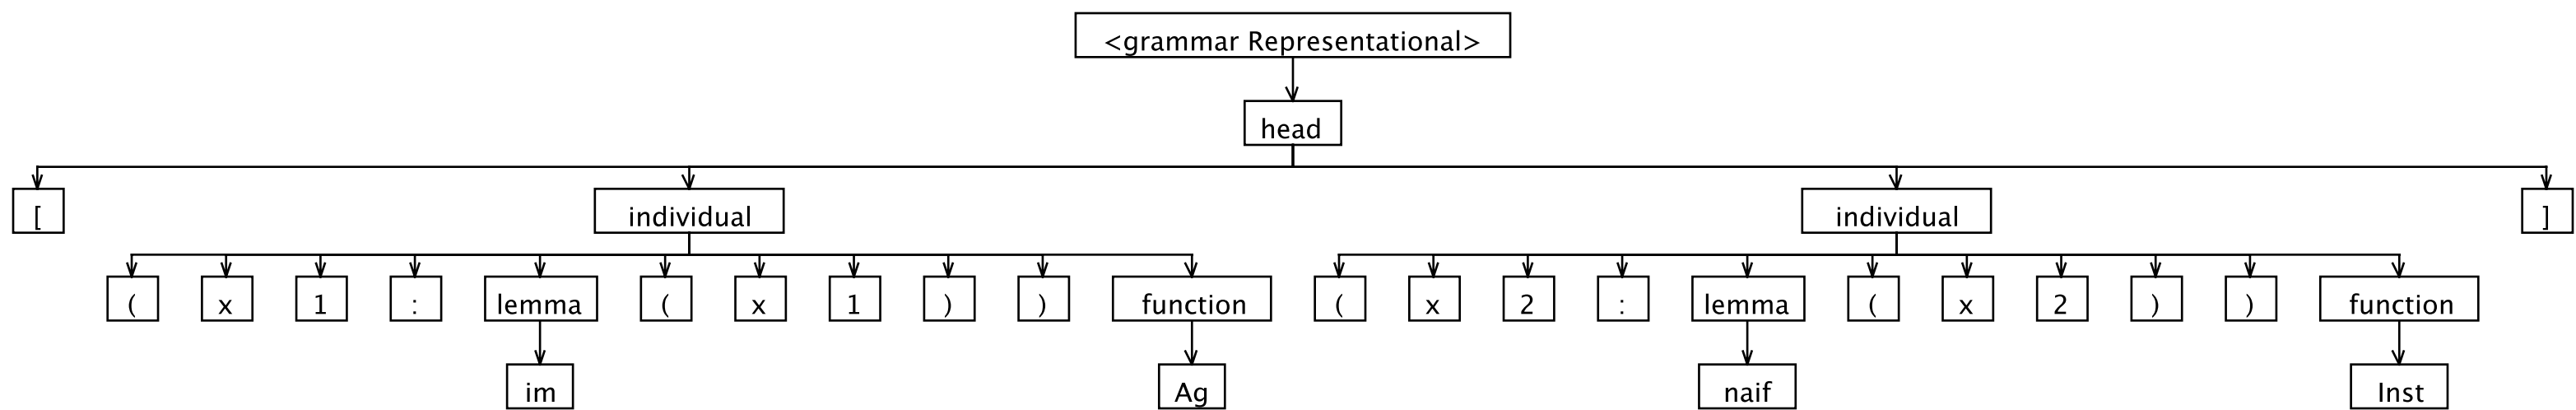 <grammar Representational>
head
[ individual individual ]
( x 1 : lemma ( x 1 ) ) function ( x 2 : lemma ( x 2 ) ) function
im Ag naif Inst